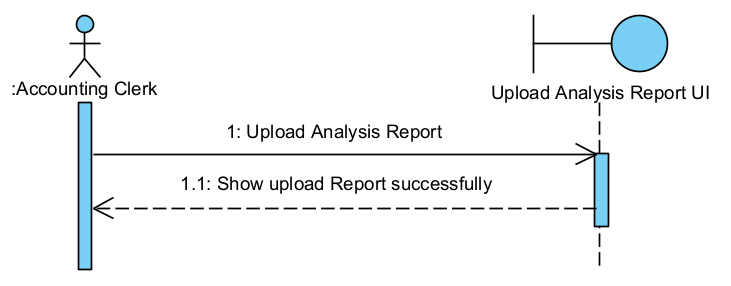 :Accounting Clerk
Upload Analysis Report UI
1: Upload Analysis Report
1.1: Show upload Report successfully